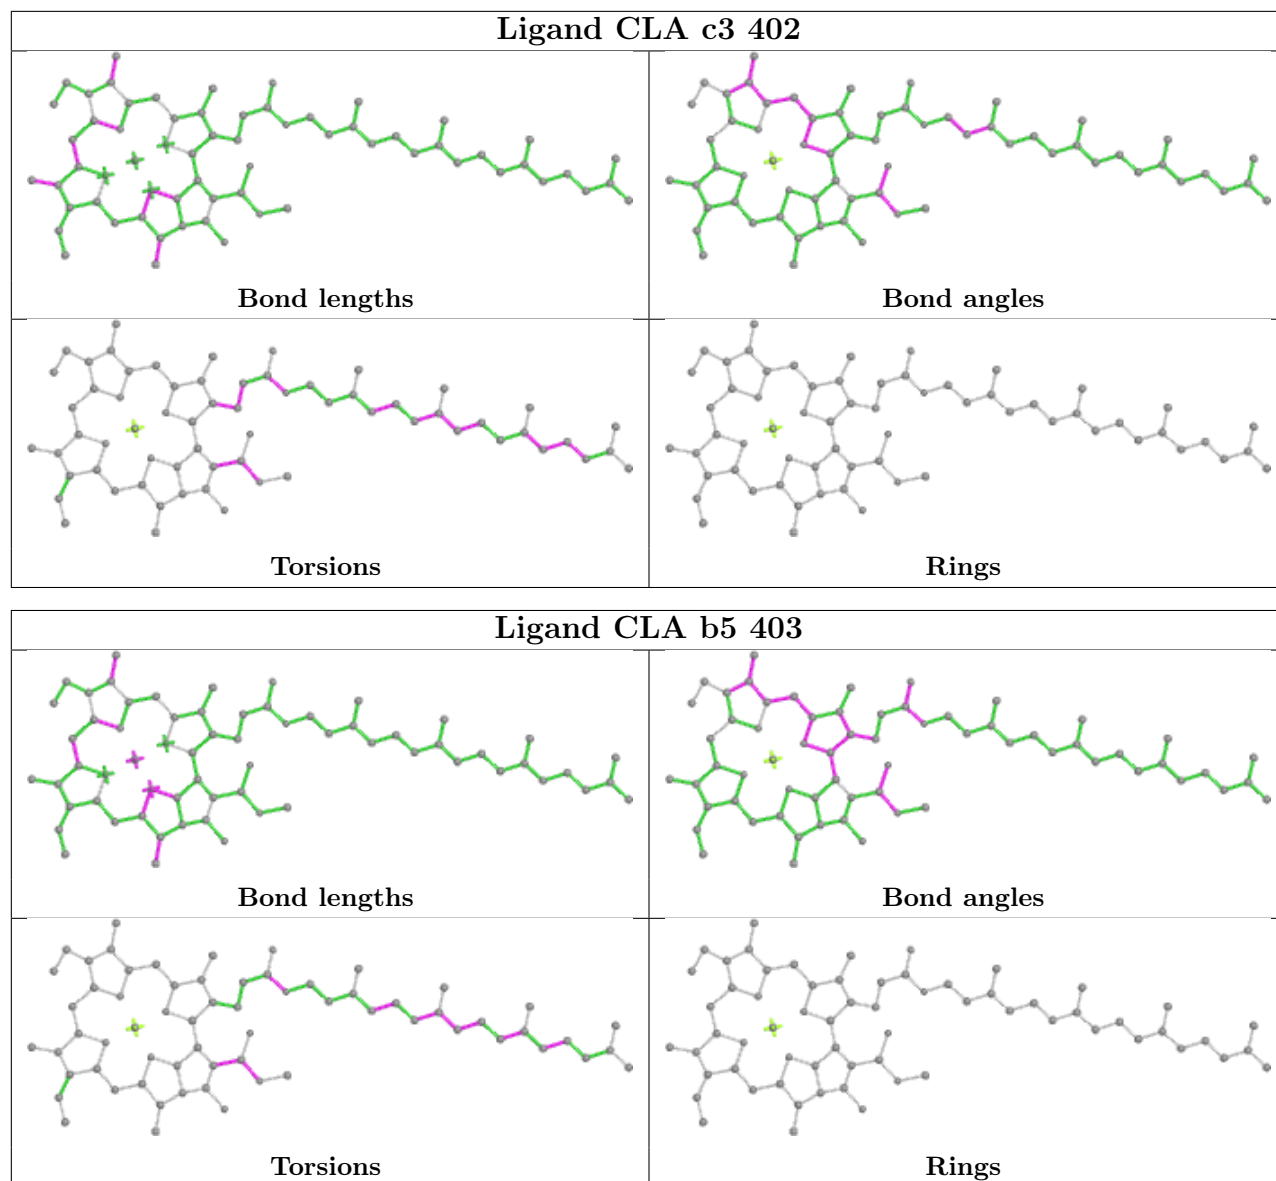 Ligand CLA c3 402
Bond lengths
Bond angles
Torsions
Rings
Ligand CLA b5 403
Bond lengths
Bond angles
Torsions
Rings